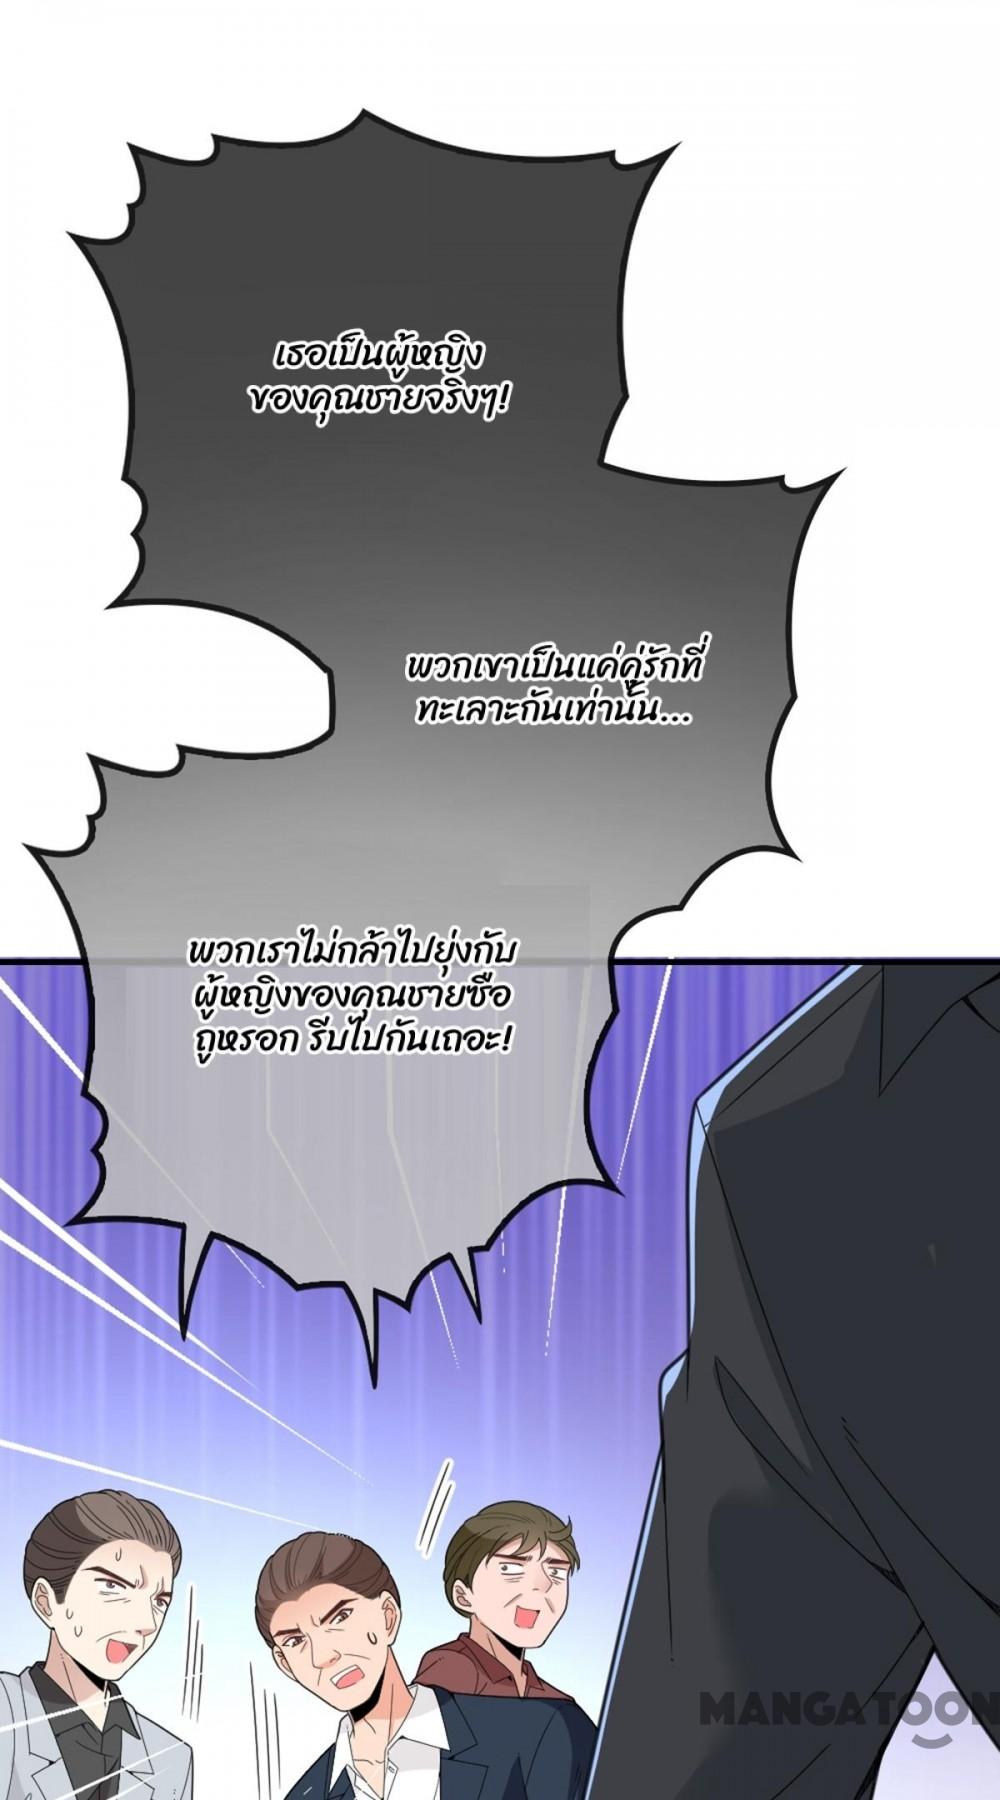 เธอเป็นผู้หญิง
ของคุณชายจริงๆ!
พวกเขาเป็นแค่คู่รักที่
ทะเลาะกันเท่านั้น...
พวกเราไม่กล้าไปยุ่งกับ
ผู้หญิงของคุณชายซือ
ถูหรอก รีบไปกันเถอะ!
MANGATOON